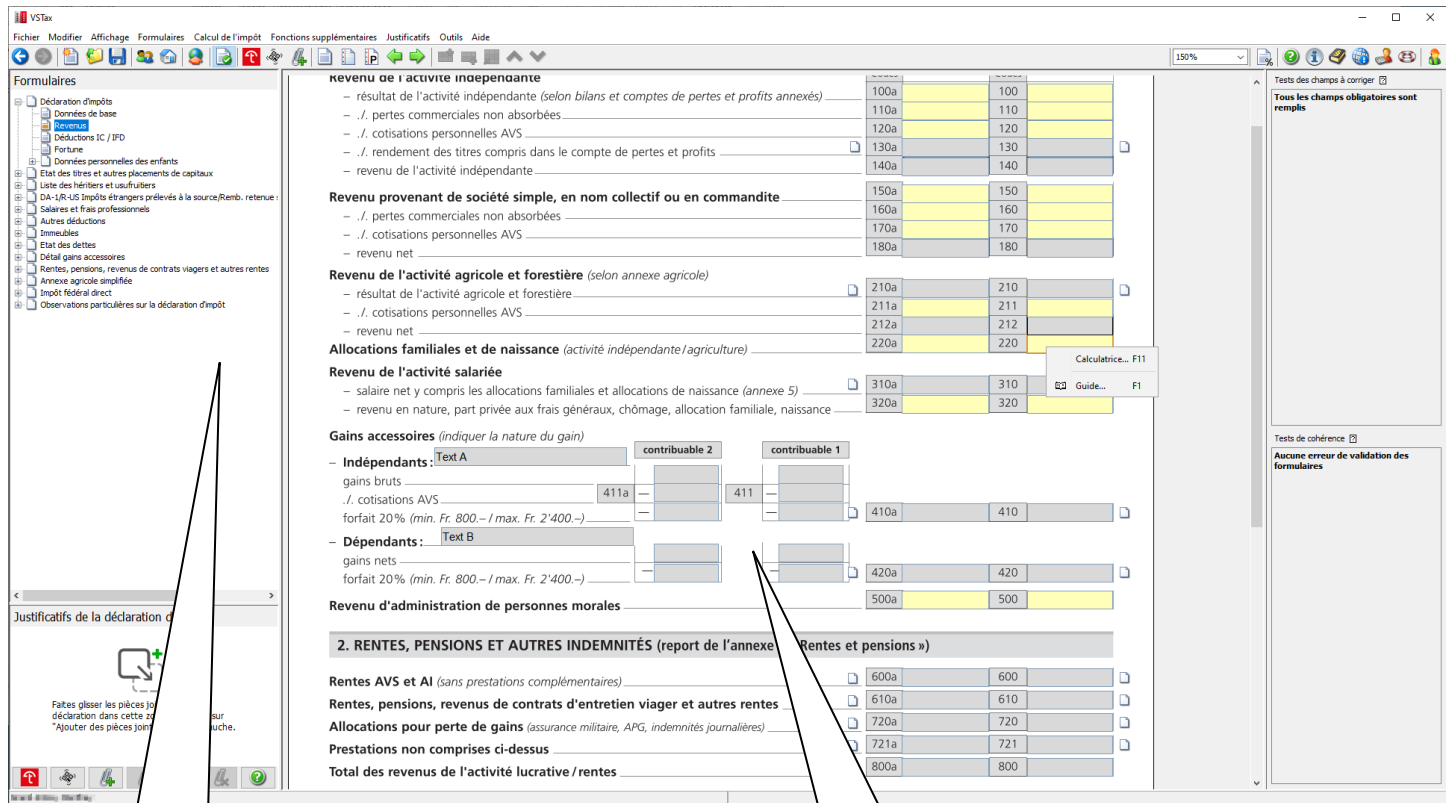 VSTax
Fichier Modifier Affichage Formulaires Calcul de l'impôt Fonctions supplémentaires Justificatifs Outils Aide
150%
Formulaires
Déclaration d'impôts
Données de base
Revenus
Déductions IC / IFD
Fortune
Données personnelles des enfants
Etat des titres et autres placements de capitaux
Liste des héritiers et usufruitiers
DA-1/R-US Impôts étrangers prélevés à la source/Remb. retenue
Salaires et frais professionnels
Autres déductions
Immeubles
Etat des dettes
Détail gains accessoires
Rentes, pensions, revenus de contrats viagers et autres rentes
Annexe agricole simplifiée
Impôt fédéral direct
Observations particulières sur la déclaration d'impôt
Justificatifs de la déclaration d
Faites glisser les pièces jo
déclaration dans cette zo sur
"Ajouter des pièces joint uche.
Revenu de l'activité indépendante
– résultat de l'activité indépendante (selon bilans et comptes de pertes et profits annexés) 100a 100
– ./. pertes commerciales non absorbées 110a 110
– ./. cotisations personnelles AVS 120a 120
– ./. rendement des titres compris dans le compte de pertes et profits 130a 130
– revenu de l'activité indépendante 140a 140
Revenu provenant de société simple, en nom collectif ou en commandite 150a 150
– ./. pertes commerciales non absorbées 160a 160
– ./. cotisations personnelles AVS 170a 170
– revenu net 180a 180
Revenu de l'activité agricole et forestière (selon annexe agricole)
– résultat de l'activité agricole et forestière 210a 210
– ./. cotisations personnelles AVS 211a 211
– revenu net 212a 212
Allocations familiales et de naissance (activité indépendante/agriculture) 220a 220
Calculatrice... F11
Guide... F1
Revenu de l'activité salariée
– salaire net y compris les allocations familiales et allocations de naissance (annexe 5) 310a 310
– revenu en nature, part privée aux frais généraux, chômage, allocation familiale, naissance 320a 320
Gains accessoires (indiquer la nature du gain)
contribuable 2 contribuable 1
– Indépendants: Text A
gains bruts
./. cotisations AVS 411a — 411 —
forfait 20% (min. Fr. 800.– / max. Fr. 2'400.–) — — 410a 410
– Dépendants: Text B
gains nets
forfait 20% (min. Fr. 800.– / max. Fr. 2'400.–) — — 420a 420
Revenu d'administration de personnes morales 500a 500
2. RENTES, PENSIONS ET AUTRES INDEMNITÉS (report de l'annexe Rentes et pensions »)
Rentes AVS et AI (sans prestations complémentaires) 600a 600
Rentes, pensions, revenus de contrats d'entretien viager et autres rentes 610a 610
Allocations pour perte de gains (assurance militaire, APG, indemnités journalières) 720a 720
Prestations non comprises ci-dessus 721a 721
Total des revenus de l'activité lucrative/rentes 800a 800
Tests des champs à corriger
Tous les champs obligatoires sont
remplis
Tests de cohérence
Aucune erreur de validation des
formulaires